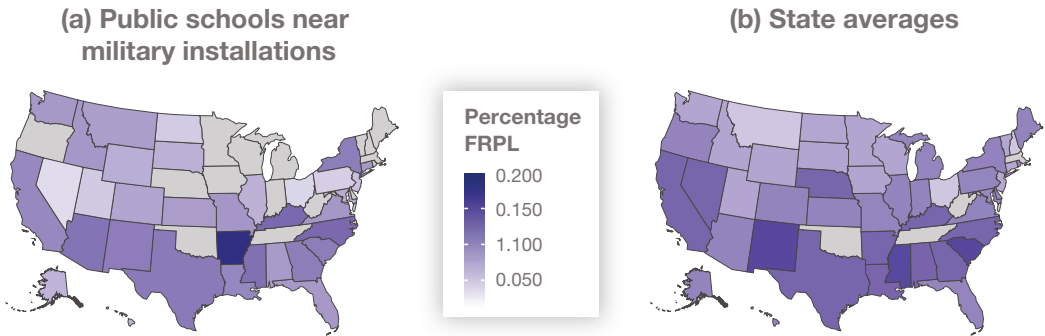 (a) Public schools near
military installations
(b) State averages
Percentage
FRPL
0.200
0.150
1.100
0.050